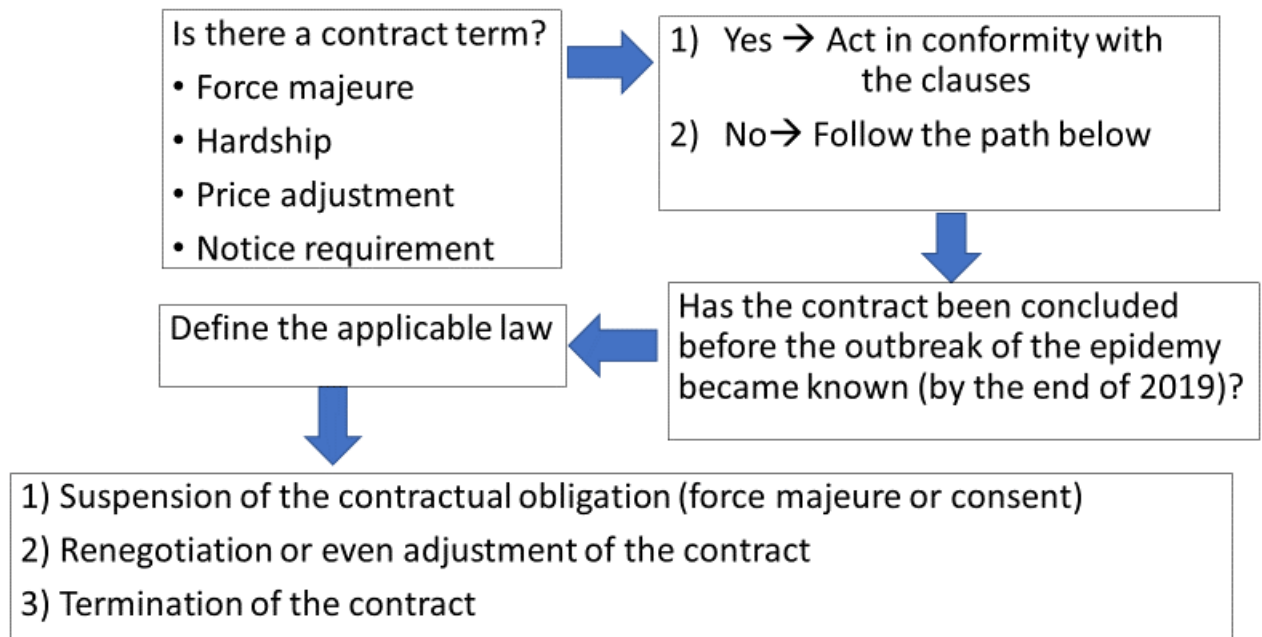 Is there a contract term?
• Force majeure
• Hardship
• Price adjustment
• Notice requirement
1) Yes → Act in conformity with
the clauses
2) No→ Follow the path below
Has the contract been concluded
before the outbreak of the epidemy
became known (by the end of 2019)?
Define the applicable law
1) Suspension of the contractual obligation (force majeure or consent)
2) Renegotiation or even adjustment of the contract
3) Termination of the contract